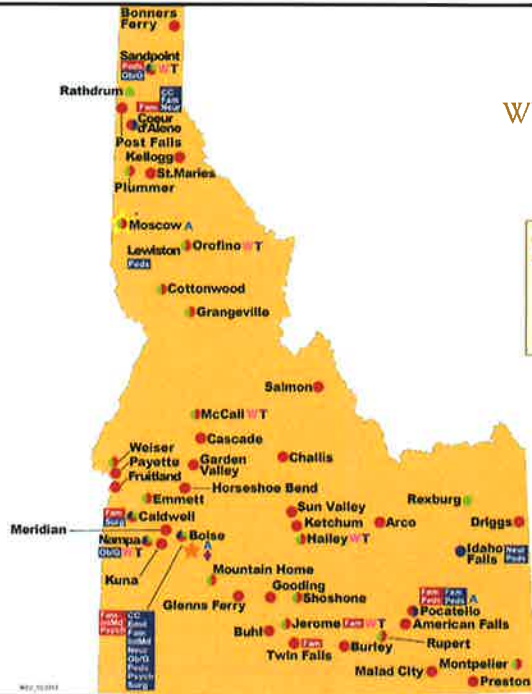 Bonners
Ferry
Sandpoint
Peds
Ob/G
W T
Rathdrum
Fam
CC
Fam
Neur
Coeur
d'Alene
W
Post Falls
Kellogg
St.Maries
Plummer
Moscow A
Lewiston
Peds
Orofino W T
Cottonwood
Grangeville
Salmon
McCall W T
Cascade
Weiser
Payette
Fruitland
Garden
Valley
Challis
Horseshoe Bend
Emmett
Rexburg
Fam
Surg
Caldwell
Sun Valley
Ketchum
Arco
Driggs
Meridian
Nampa
Ob/G W T
Boise
A
Hailey W T
Idaho
Falls
Neur
Peds
Kuna
Mountain Home
Gooding
Glenns Ferry
Shoshone
Fam
Peds
Fam
Peds
A
Pocatello
American Falls
Fam
IntMd
Psych
CC
Emd
Fam
IntMd
Neur
Ob/G
Peds
Psych
Surg
Buhl
Jerome Fam W T
Twin Falls
Fam
Burley
Rupert
Malad City
Montpelier
Preston